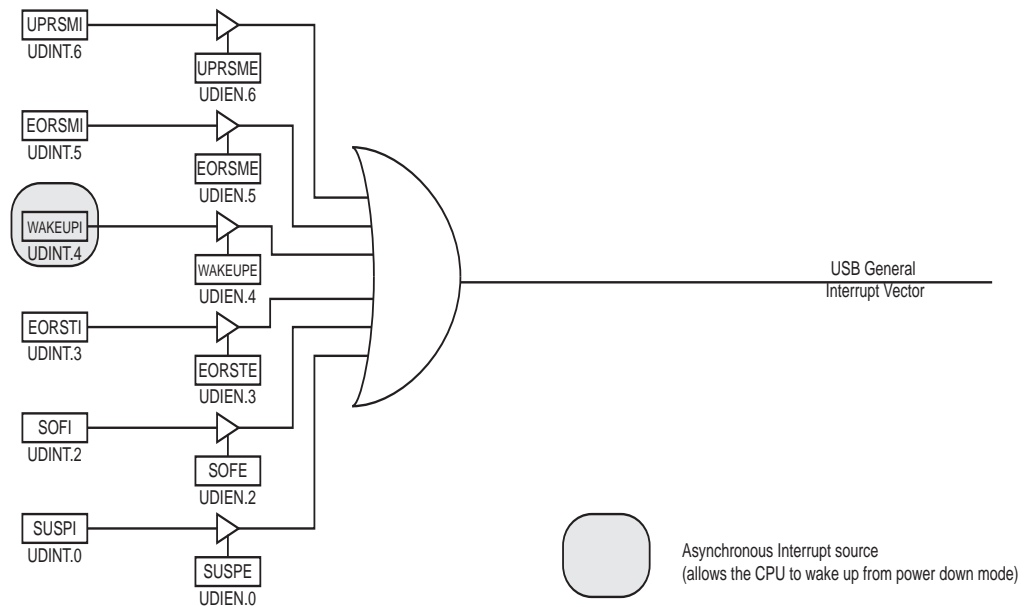 UPRSMI
UDINT.6
UPRSME
UDIEN.6
EORSMI
UDINT.5
EORSME
UDIEN.5
WAKEUPI
UDINT.4
WAKEUPE
UDIEN.4
EORSTI
UDINT.3
EORSTE
UDIEN.3
SOFI
UDINT.2
SOFE
UDIEN.2
SUSPI
UDINT.0
SUSPE
UDIEN.0
USB General
Interrupt Vector
Asynchronous Interrupt source
(allows the CPU to wake up from power down mode)